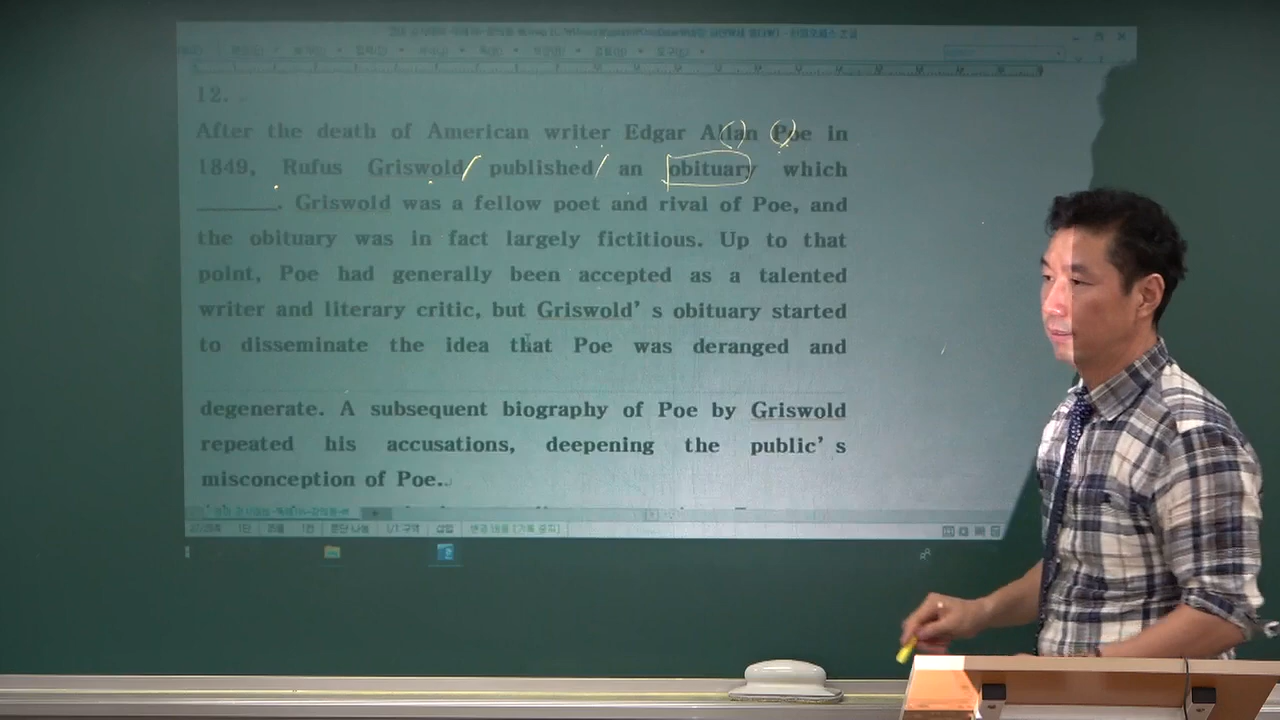 12.
After the death of American writer Edgar Allan Poe in
1849, Rufus Griswold published an obituary which
_______. Griswold was a fellow poet and rival of Poe, and
the obituary was in fact largely fictitious. Up to that
point, Poe had generally been accepted as a talented
writer and literary critic, but Griswold's obituary started
to disseminate the idea that Poe was deranged and
degenerate. A subsequent biography of Poe by Griswold
repeated his accusations, deepening the public's
misconception of Poe.